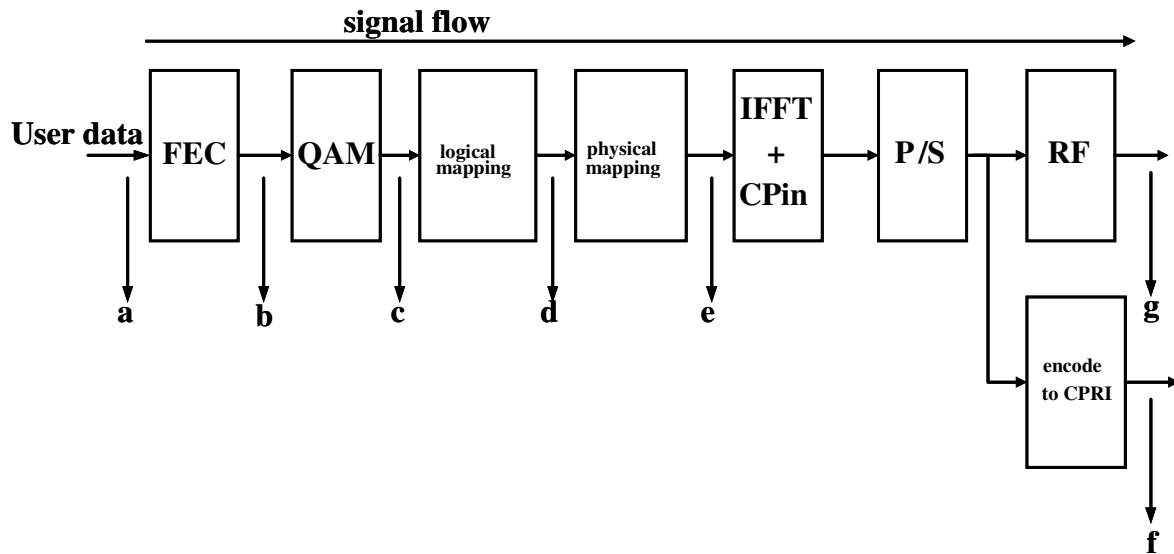 signal flow
User data
FEC
QAM
logical
mapping
physical
mapping
IFFT
+
CPin
P/S
RF
a
b
c
d
e
g
encode
to CPRI
f